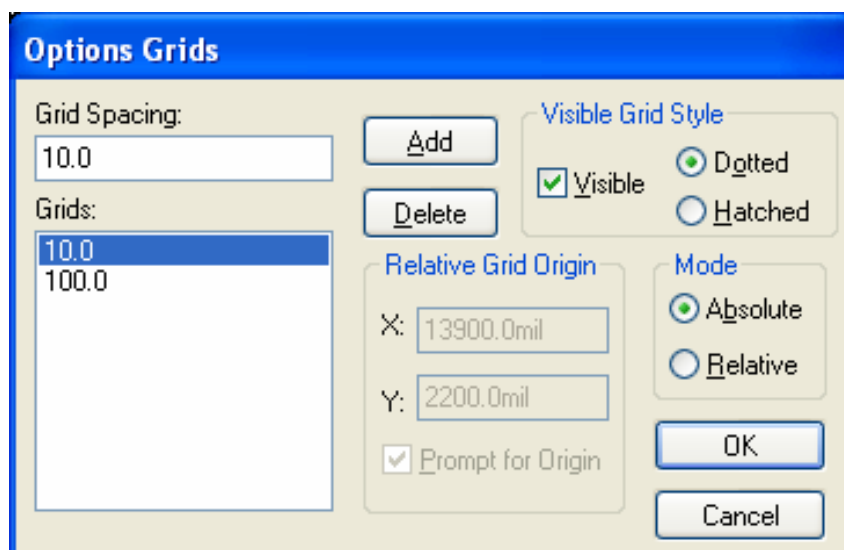 Options Grids
Grid Spacing:
10.0
Add
Visible Grid Style
Visible
Dotted
Hatched
Delete
Grids:
10.0
100.0
Relative Grid Origin
X: 13900.0mil
Y: 2200.0mil
Prompt for Origin
Mode
Absolute
Relative
OK
Cancel